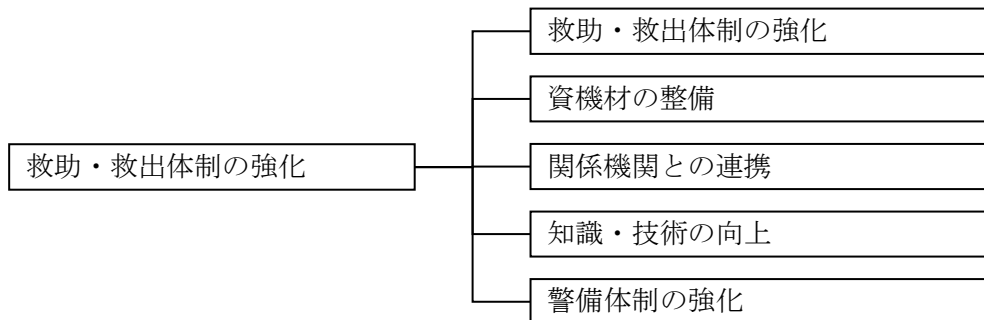 救助・救出体制の強化
資機材の整備
救助・救出体制の強化
関係機関との連携
知識・技術の向上
警備体制の強化